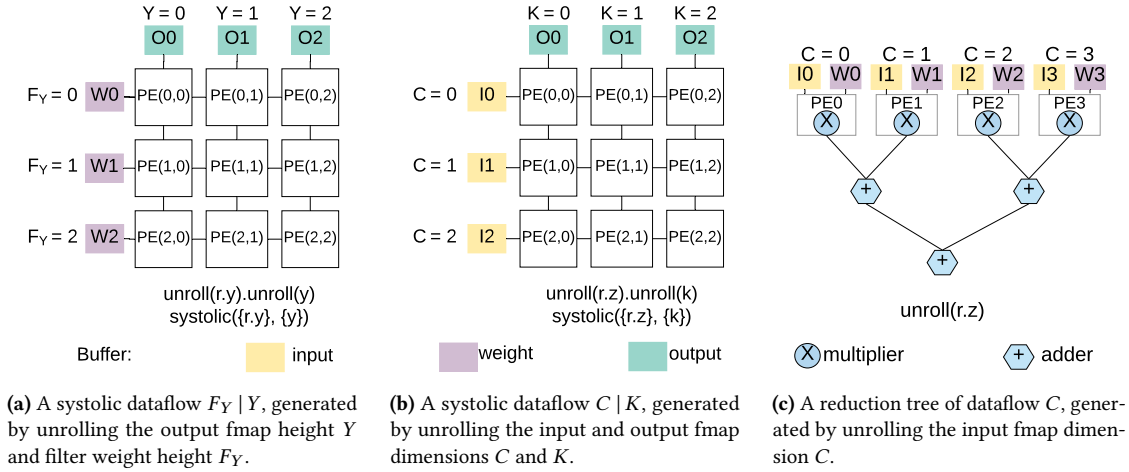 Y = 0 Y = 1 Y = 2
O0 O1 O2
F_Y = 0 W0 PE(0,0) PE(0,1) PE(0,2)
F_Y = 1 W1 PE(1,0) PE(1,1) PE(1,2)
F_Y = 2 W2 PE(2,0) PE(2,1) PE(2,2)
unroll(r.y).unroll(y)
systolic({r.y}, {y})
K = 0 K = 1 K = 2
O0 O1 O2
C = 0 I0 PE(0,0) PE(0,1) PE(0,2)
C = 1 I1 PE(1,0) PE(1,1) PE(1,2)
C = 2 I2 PE(2,0) PE(2,1) PE(2,2)
unroll(r.z).unroll(k)
systolic({r.z}, {k})
C = 0 C = 1 C = 2 C = 3
I0 W0 I1 W1 I2 W2 I3 W3
PE0 PE1 PE2 PE3
X X X X
+ +
+
unroll(r.z)
Buffer: input weight output X multiplier + adder
(a) A systolic dataflow F_Y | Y, generated
by unrolling the output fmap height Y
and filter weight height F_Y.
(b) A systolic dataflow C | K, generated
by unrolling the input and output fmap
dimensions C and K.
(c) A reduction tree of dataflow C, gener-
ated by unrolling the input fmap dimen-
sion C.